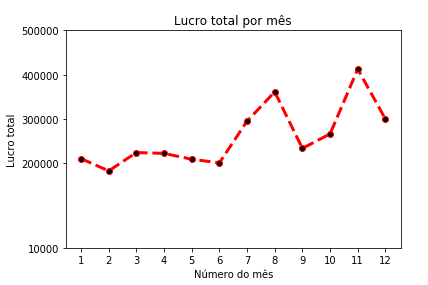 Lucro total por mês
500000
400000
300000
200000
10000
Lucro total
1 2 3 4 5 6 7 8 9 10 11 12
Número do mês